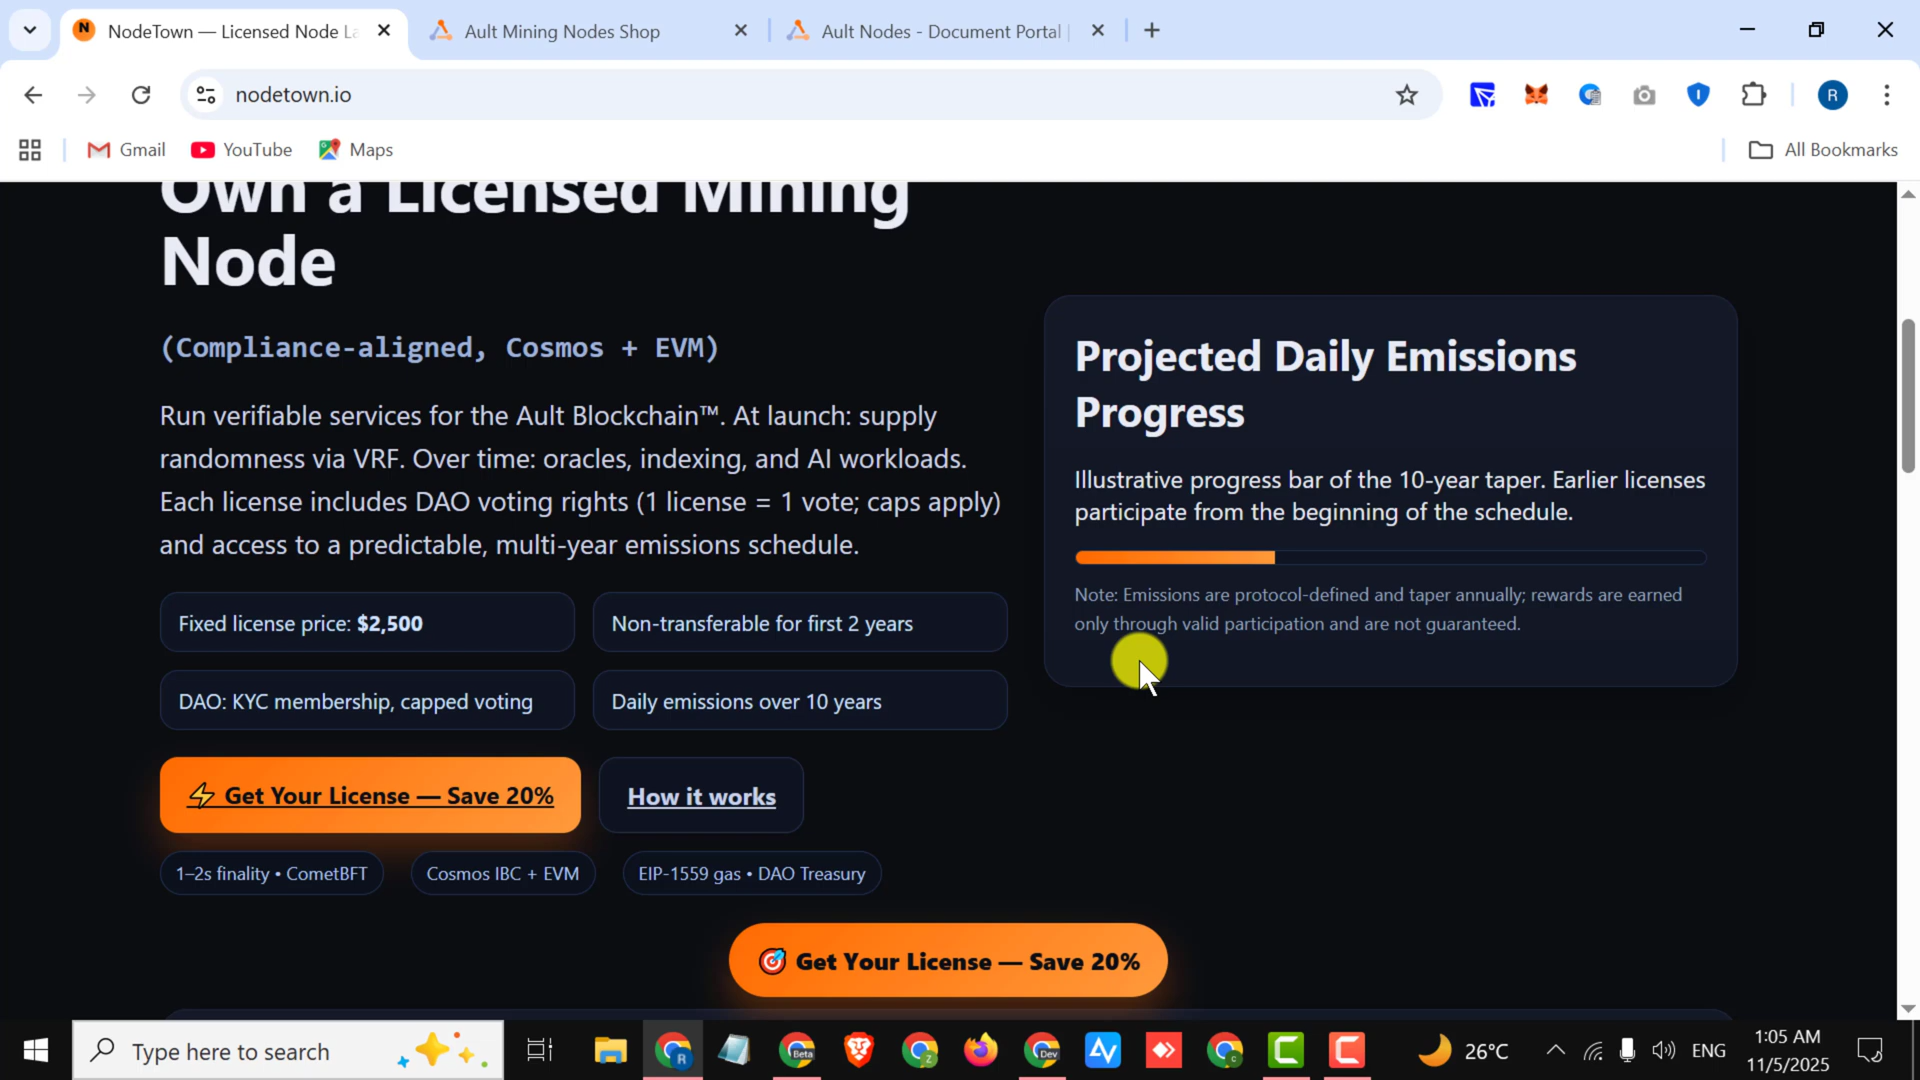 NodeTown — Licensed Node La
Ault Mining Nodes Shop
Ault Nodes - Document Portal
nodetown.io
R
Gmail
YouTube
Maps
All Bookmarks
Own a Licensed Mining
Node
(Compliance-aligned, Cosmos + EVM)
Run verifiable services for the Ault Blockchain™. At launch: supply
randomness via VRF. Over time: oracles, indexing, and AI workloads.
Each license includes DAO voting rights (1 license = 1 vote; caps apply)
and access to a predictable, multi-year emissions schedule.
Fixed license price: $2,500
Non-transferable for first 2 years
DAO: KYC membership, capped voting
Daily emissions over 10 years
⚡ Get Your License — Save 20%
How it works
1–2s finality • CometBFT
Cosmos IBC + EVM
EIP-1559 gas • DAO Treasury
Projected Daily Emissions
Progress
Illustrative progress bar of the 10-year taper. Earlier licenses
participate from the beginning of the schedule.
Note: Emissions are protocol-defined and taper annually; rewards are earned
only through valid participation and are not guaranteed.
🎯 Get Your License — Save 20%
Type here to search
R
Beta
z
Dev
c
26°C
ENG
1:05 AM
11/5/2025